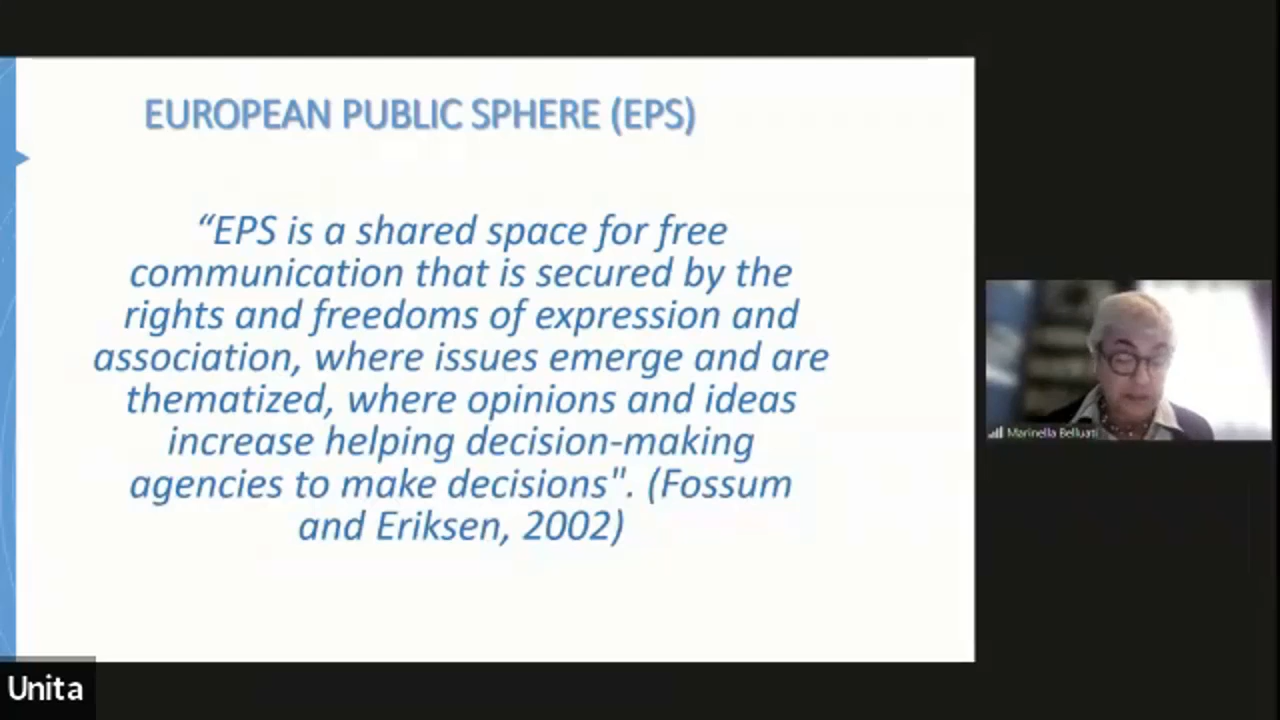 EUROPEAN PUBLIC SPHERE (EPS)
“EPS is a shared space for free
communication that is secured by the
rights and freedoms of expression and
association, where issues emerge and are
thematized, where opinions and ideas
increase helping decision-making
agencies to make decisions". (Fossum
and Eriksen, 2002)
Marinella Belluati
Unita